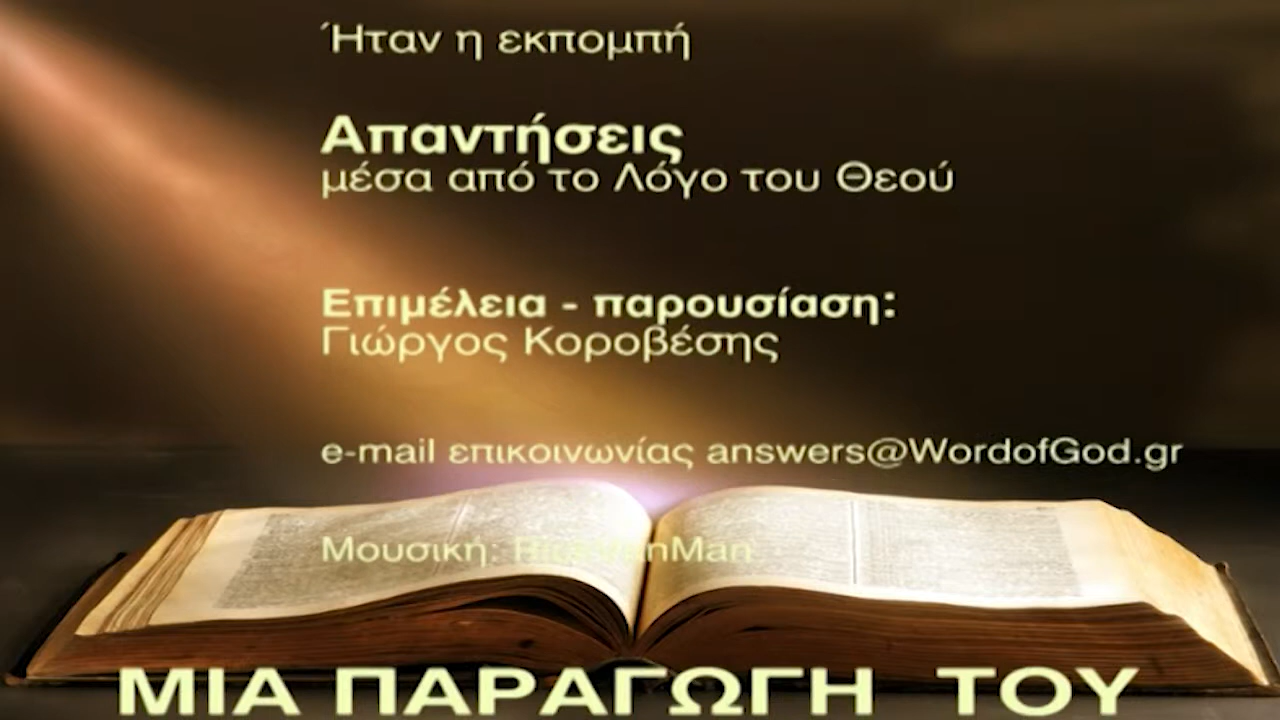 Ήταν η εκπομπή
Απαντήσεις
μέσα από το Λόγο του Θεού
Επιμέλεια - παρουσίαση:
Γιώργος Κοροβέσης
e-mail επικοινωνίας answers@WordofGod.gr
Μουσική:
ΜΙΑ ΠΑΡΑΓΩΓΗ ΤΟΥ